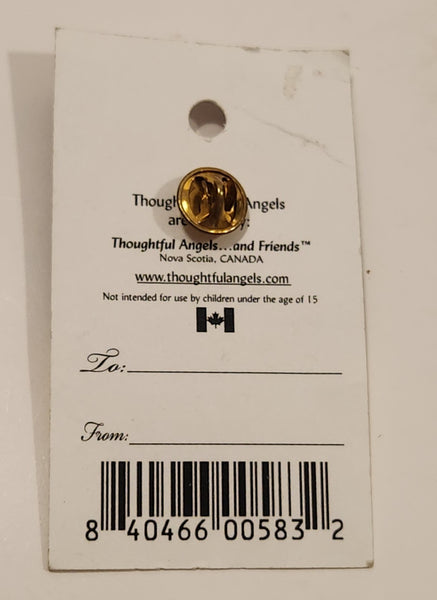 Angels
Thoughtful Angels...and Friends™
Nova Scotia, CANADA
www.thoughtfulangels.com
Not intended for use by children under the age of 15
To:
From:
8 40466 00583 2